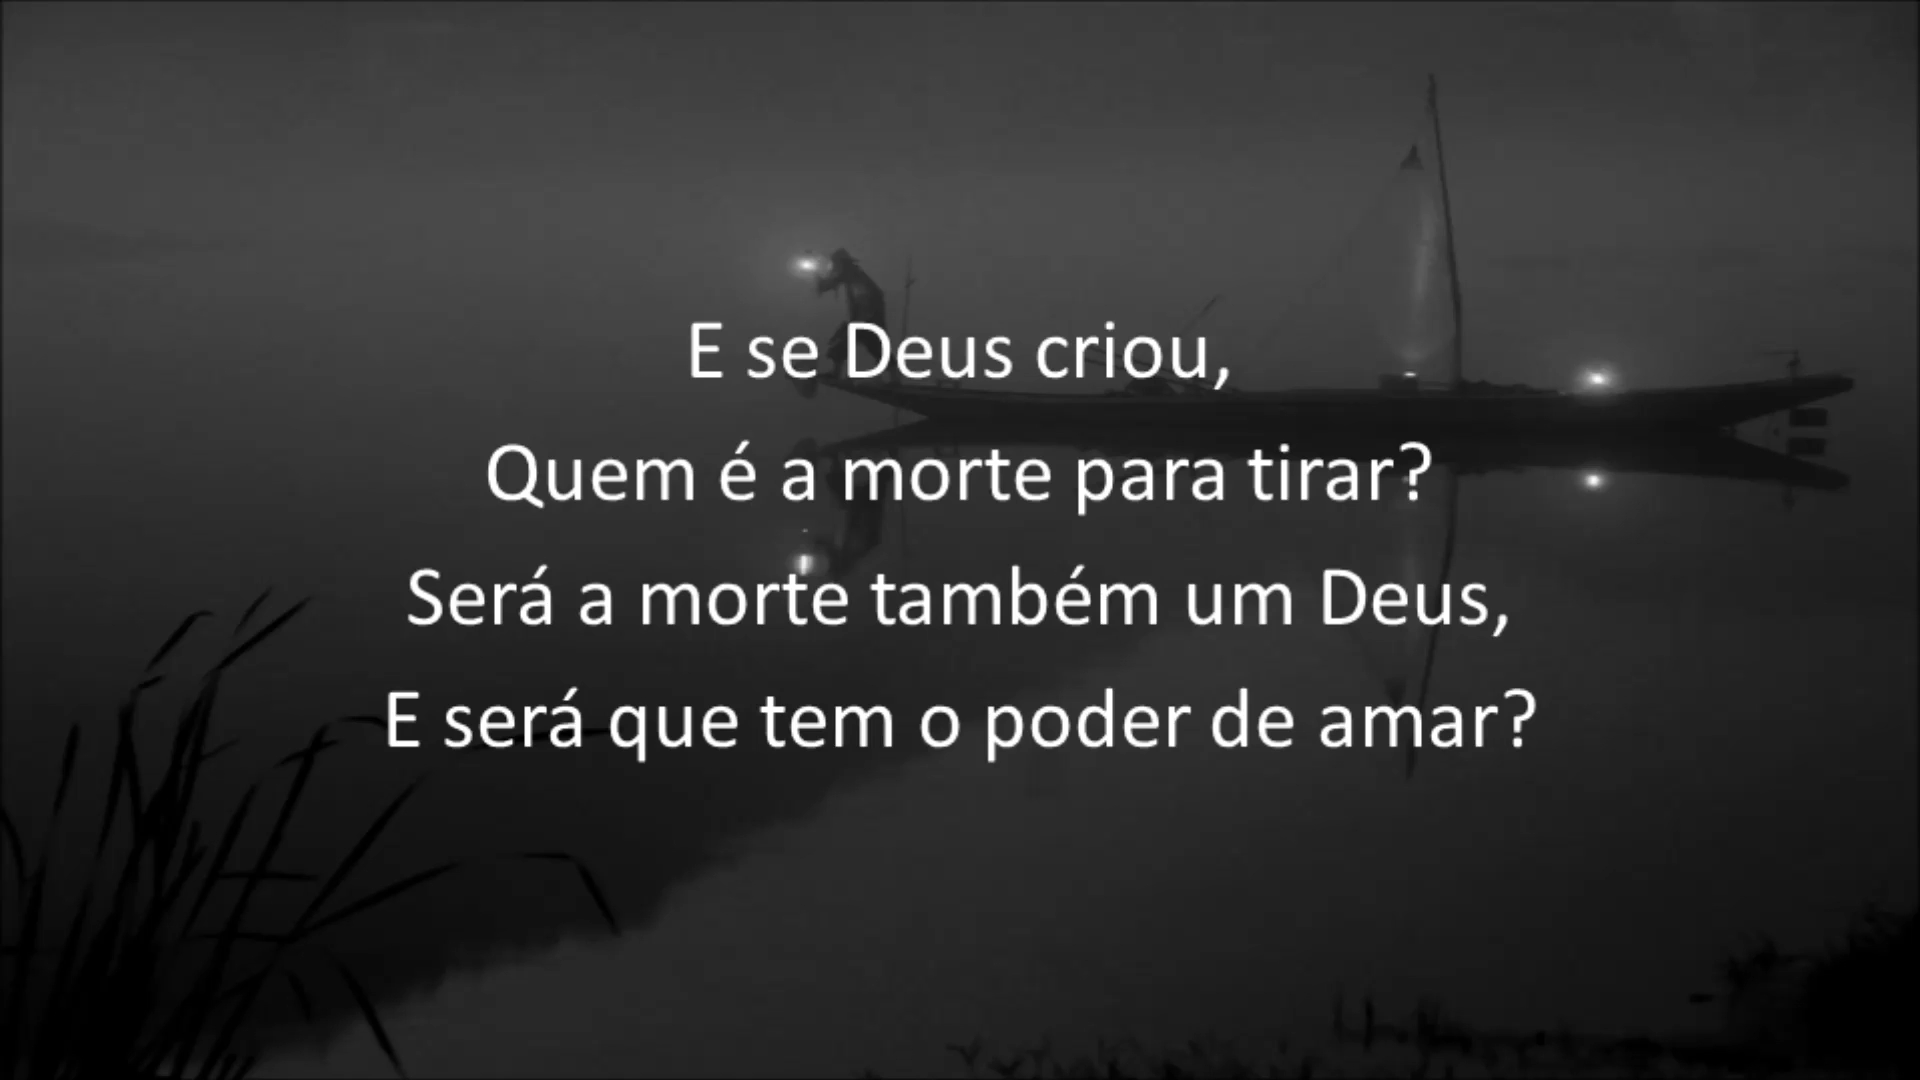 E se Deus criou,
Quem é a morte para tirar?
Será a morte também um Deus,
E será que tem o poder de amar?